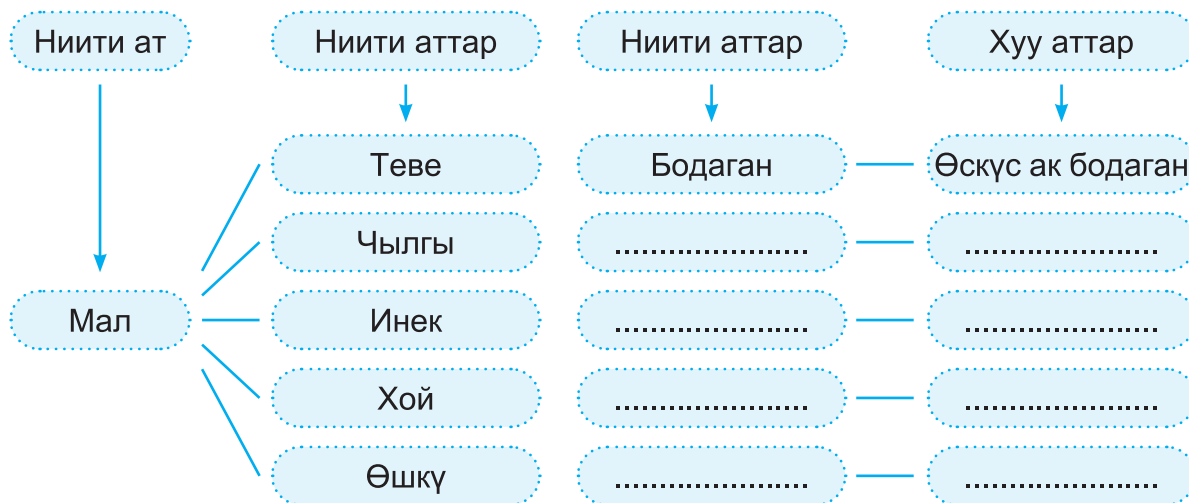 Ниити ат Ниити аттар Ниити аттар Хуу аттар
Теве Бодаган Өскүс ак бодаган
Чылгы ...................... ......................
Мал Инек ...................... ......................
Хой ...................... ......................
Өшкү ...................... ......................